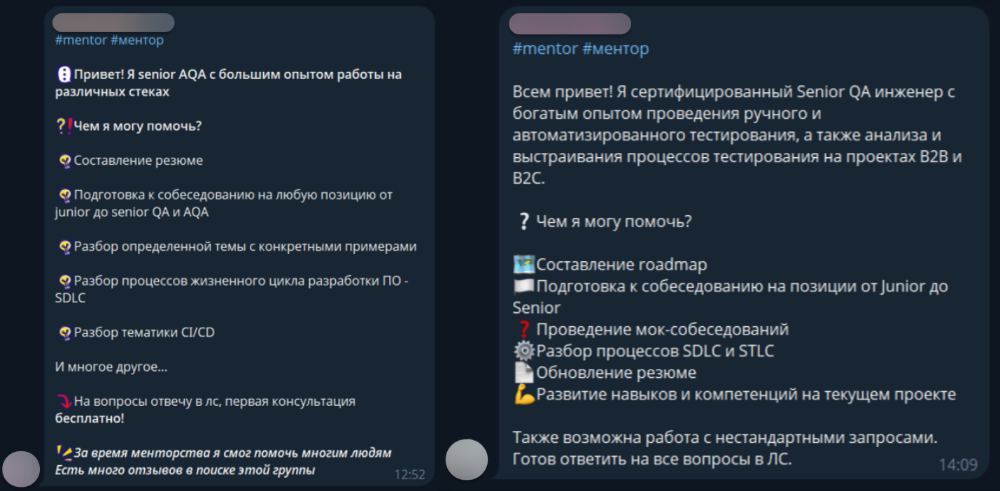 #mentor #ментор
Привет! Я senior AQA с большим опытом работы на
различных стеках
Чем я могу помочь?
Составление резюме
Подготовка к собеседованию на любую позицию от
junior до senior QA и AQA
Разбор определенной темы с конкретными примерами
Разбор процессов жизненного цикла разработки ПО -
SDLC
Разбор тематики CI/CD
И многое другое...
На вопросы отвечу в лс, первая консультация
бесплатно!
За время менторства я смог помочь многим людям
Есть много отзывов в поиске этой группы
12:52
#mentor #ментор
Всем привет! Я сертифицированный Senior QA инженер с
богатым опытом проведения ручного и
автоматизированного тестирования, а также анализа и
выстраивания процессов тестирования на проектах B2B и
B2C.
Чем я могу помочь?
Составление roadmap
Подготовка к собеседованию на позиции от Junior до
Senior
Проведение мок-собеседований
Разбор процессов SDLC и STLC
Обновление резюме
Развитие навыков и компетенций на текущем проекте
Также возможна работа с нестандартными запросами.
Готов ответить на все вопросы в ЛС.
14:09